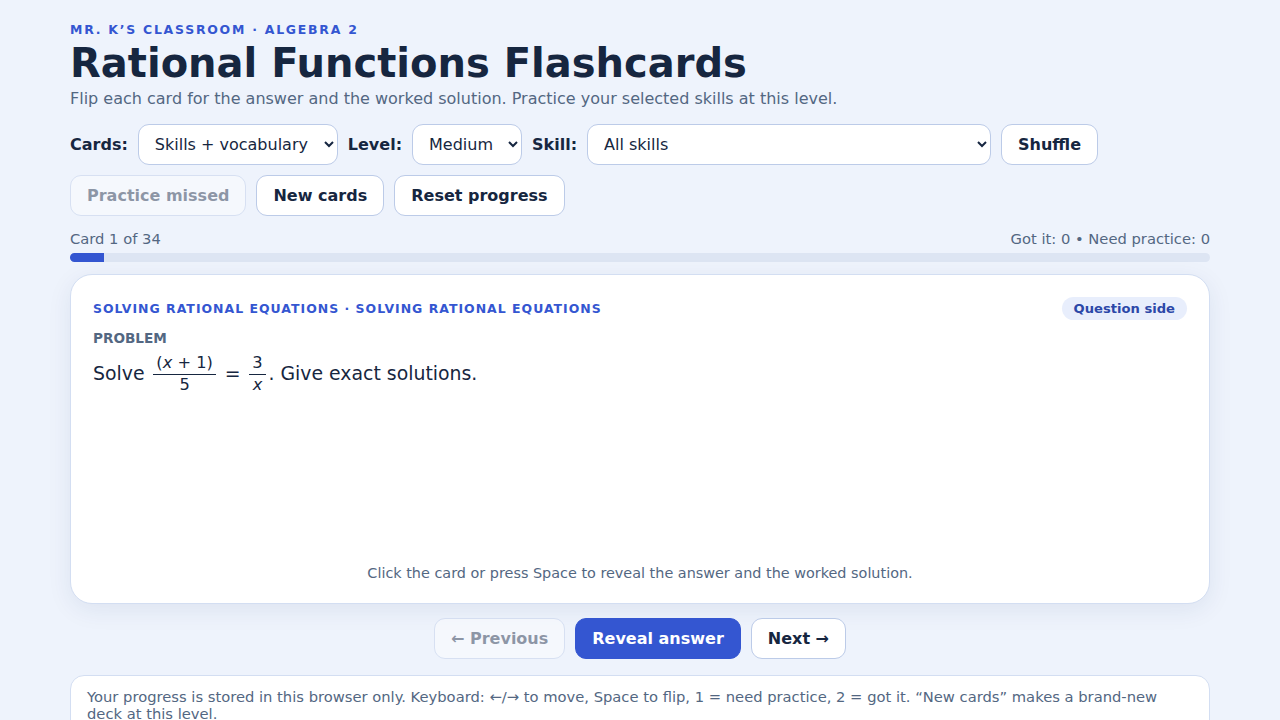 MR. K’S CLASSROOM · ALGEBRA 2
Rational Functions Flashcards
Flip each card for the answer and the worked solution. Practice your selected skills at this level.
Cards: Skills + vocabulary Level: Medium Skill: All skills Shuffle
Practice missed New cards Reset progress
Card 1 of 34 Got it: 0 • Need practice: 0
SOLVING RATIONAL EQUATIONS · SOLVING RATIONAL EQUATIONS Question side
PROBLEM
Solve (x + 1)/5 = 3/x. Give exact solutions.
Click the card or press Space to reveal the answer and the worked solution.
← Previous Reveal answer Next →
Your progress is stored in this browser only. Keyboard: ←/→ to move, Space to flip, 1 = need practice, 2 = got it. “New cards” makes a brand-new
deck at this level.